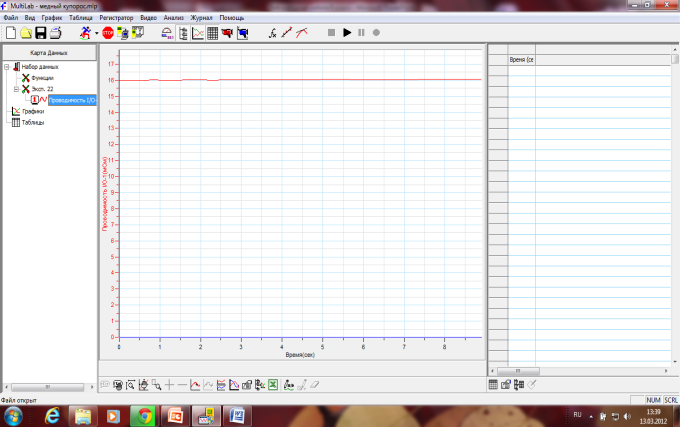 MultiLab - медный купорос.mlp
Файл Вид График Таблица Регистратор Видео Анализ Журнал Помощь
Карта Данных
Набор данных
Функции
Эксп. 22
Проводимость I/O-
Графики
Таблицы
Проводимость I/O-1(мСм)
17
16
15
14
13
12
11
10
9
8
7
6
5
4
3
2
1
0
0 1 2 3 4 5 6 7 8
Время(сек)
Время (се
Файл открыт
NUM SCRL
RU
13:39
13.03.2012